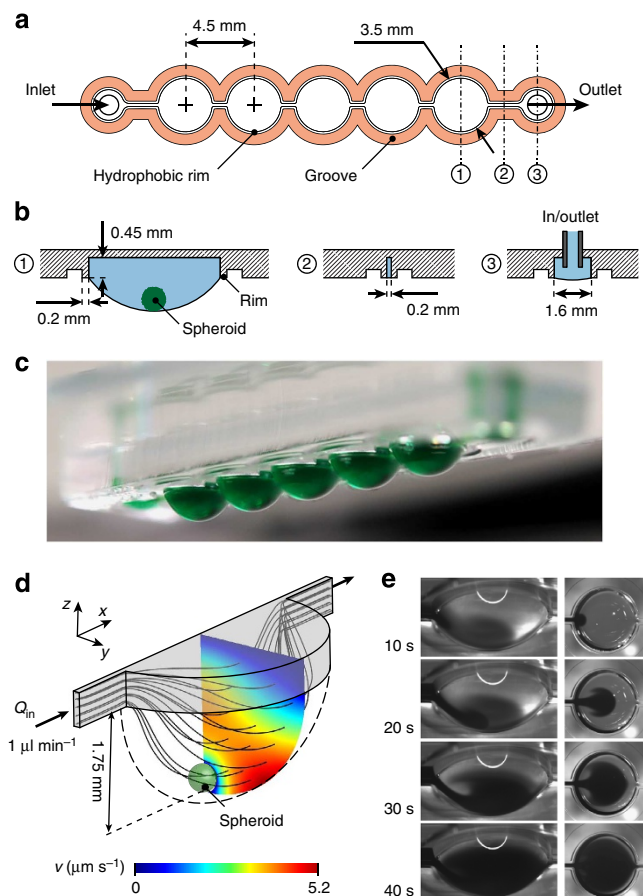 a
4.5 mm
3.5 mm
Inlet
Outlet
Hydrophobic rim
Groove
1
2
3
b
0.45 mm
In/outlet
1
2
3
Rim
0.2 mm
Spheroid
0.2 mm
1.6 mm
c
d
e
z
x
y
10 s
Qin
1 µl min−1
20 s
1.75 mm
30 s
Spheroid
v (µm s−1)
0
5.2
40 s